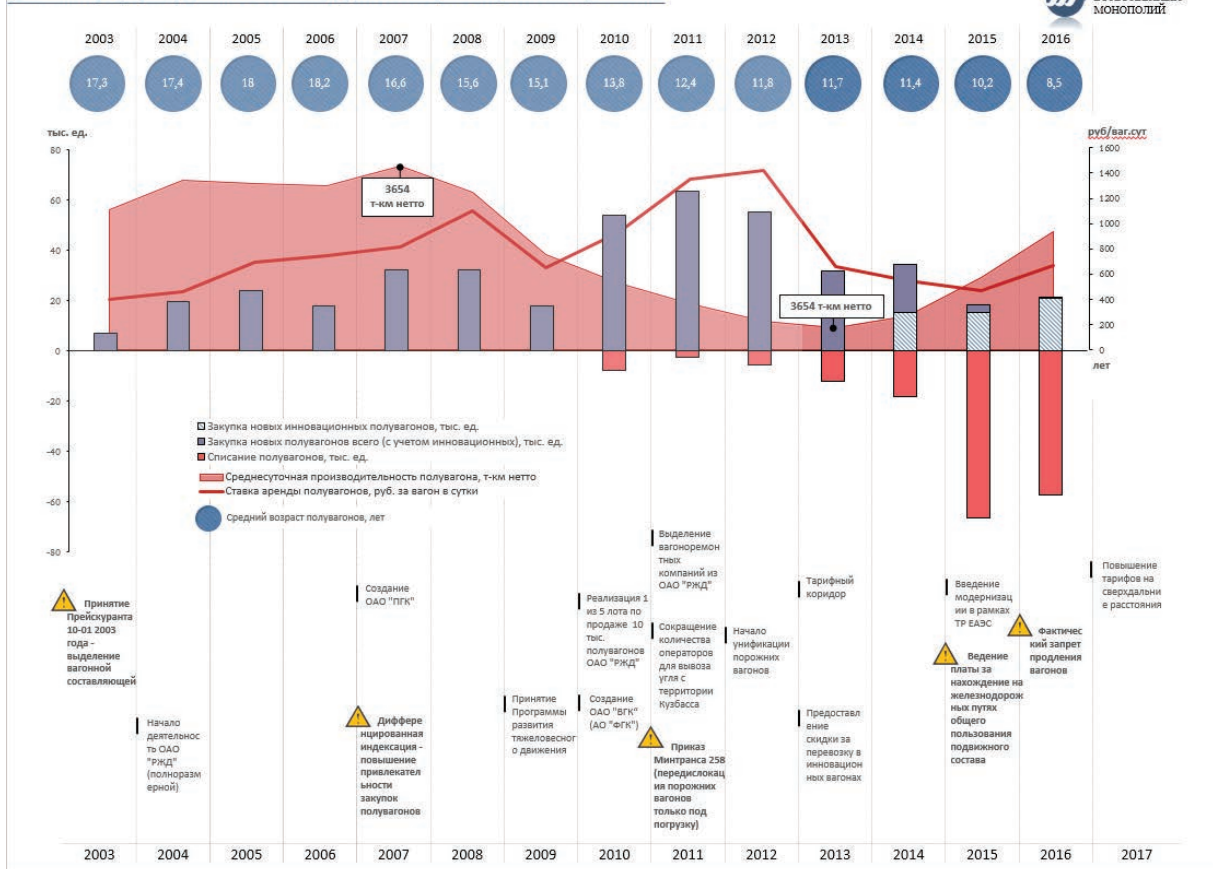 МОНОПОЛИЙ
2003 2004 2005 2006 2007 2008 2009 2010 2011 2012 2013 2014 2015 2016
17,3 17,4 18 18,2 16,6 15,6 15,1 13,8 12,4 11,8 11,7 11,4 10,2 8,5
тыс. ед.
руб/ваг.сут
80
60
40
20
0
-20
-40
-60
-80
1600
1400
1200
1000
800
600
400
200
0
лет
3654
т-км нетто
3654 т-км нетто
Закупка новых инновационных полувагонов, тыс. ед.
Закупка новых полувагонов всего (с учетом инновационных), тыс. ед.
Списание полувагонов, тыс. ед.
Среднесуточная производительность полувагона, т-км нетто
Ставка аренды полувагонов, руб. за вагон в сутки
Средний возраст полувагонов, лет
Принятие
Прейскуранта
10-01 2003
года -
выделение
вагонной
составляющей
Начало
деятельно
сть ОАО
"РЖД"
(полноразм
ерной)
Создание
ОАО "ПГК"
Диффере
нцированная
индексация -
повышение
привлекател
ьности
закупок
полувагонов
Принятие
Программы
развития
тяжеловесног
о движения
Реализация 1
из 5 лота по
продаже 10
тыс.
полувагонов
ОАО "РЖД"
Создание
ОАО "ВГК"
(АО "ФГК")
Выделение
вагоноремон
тных
компаний из
ОАО "РЖД"
Сокращение
количества
операторов
для вывоза
угля с
территории
Кузбасса
Приказ
Минтранса 258
(передислокац
ия порожних
вагонов
только под
погрузку)
Начало
унификации
порожних
вагонов
Тарифный
коридор
Предоставл
ение
скидки за
перевозку в
инновацион
ных вагонах
Введение
модернизац
ии в рамках
ТР ЕАЭС
Ведение
платы за
нахождение на
железнодорож
ных путях
общего
пользования
подвижного
состава
Фактичес
кий запрет
продления
вагонов
Повышение
тарифов на
сверхдальни
е расстояния
2003 2004 2005 2006 2007 2008 2009 2010 2011 2012 2013 2014 2015 2016 2017